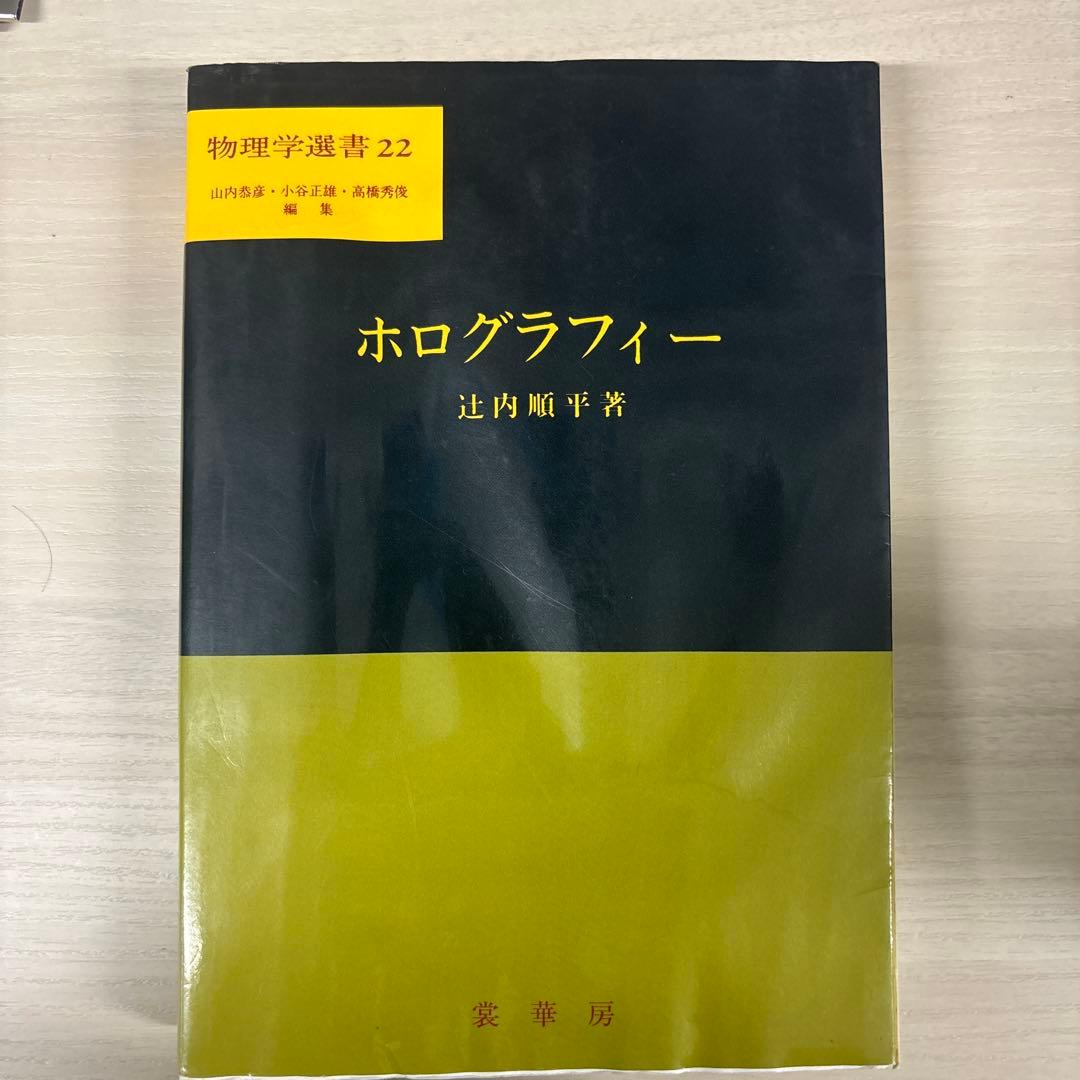 物理学選書 22
山内恭彦・小谷正雄・高橋秀俊
編 集
ホログラフィー
辻内順平著
裳華房